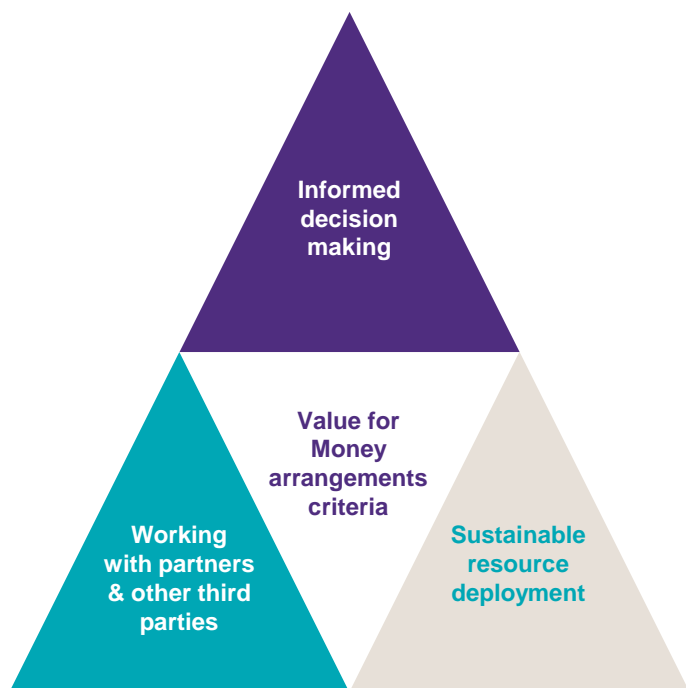 Informed
decision
making
Value for
Money
arrangements
criteria
Working
with partners
& other third
parties
Sustainable
resource
deployment